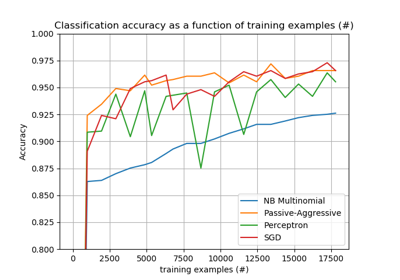 Classification accuracy as a function of training examples (#)
1.000
0.975
0.950
0.925
0.900
0.875
0.850
0.825
0.800
Accuracy
0 2500 5000 7500 10000 12500 15000 17500
training examples (#)
NB Multinomial
Passive-Aggressive
Perceptron
SGD